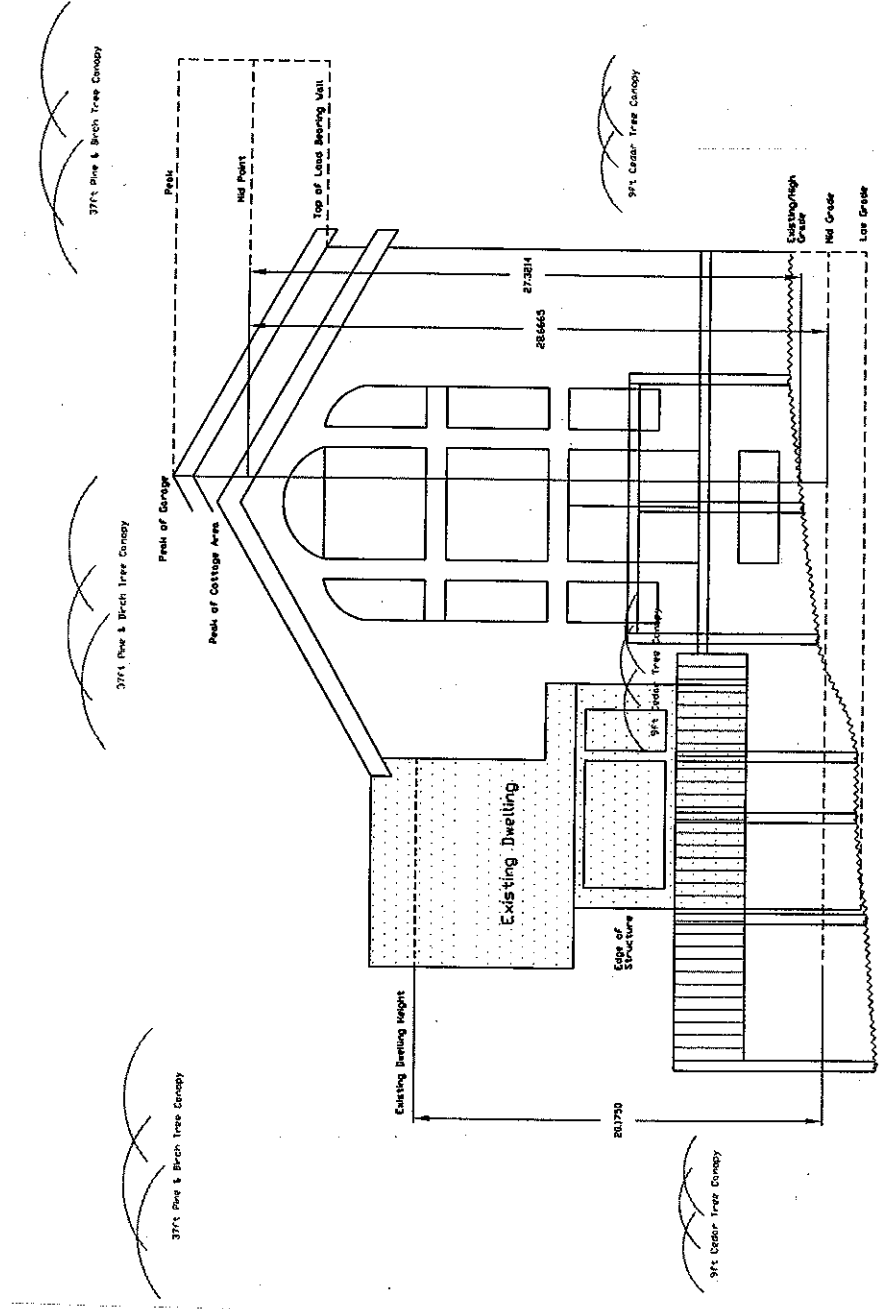 37ft Pine & Birch Tree Canopy
Peak
Mid Point
Top of Load Bearing Wall
9ft Cedar Tree Canopy
Existing/High
Grade
Mid Grade
Low Grade
27.3214
28.6665
Peak of Garage
Peak of Cottage Area
37ft Pine & Birch Tree Canopy
9ft Cedar Tree Canopy
Existing Dwelling
Edge of
Structure
Existing Dwelling Height
20.1750
37ft Pine & Birch Tree Canopy
9ft Cedar Tree Canopy